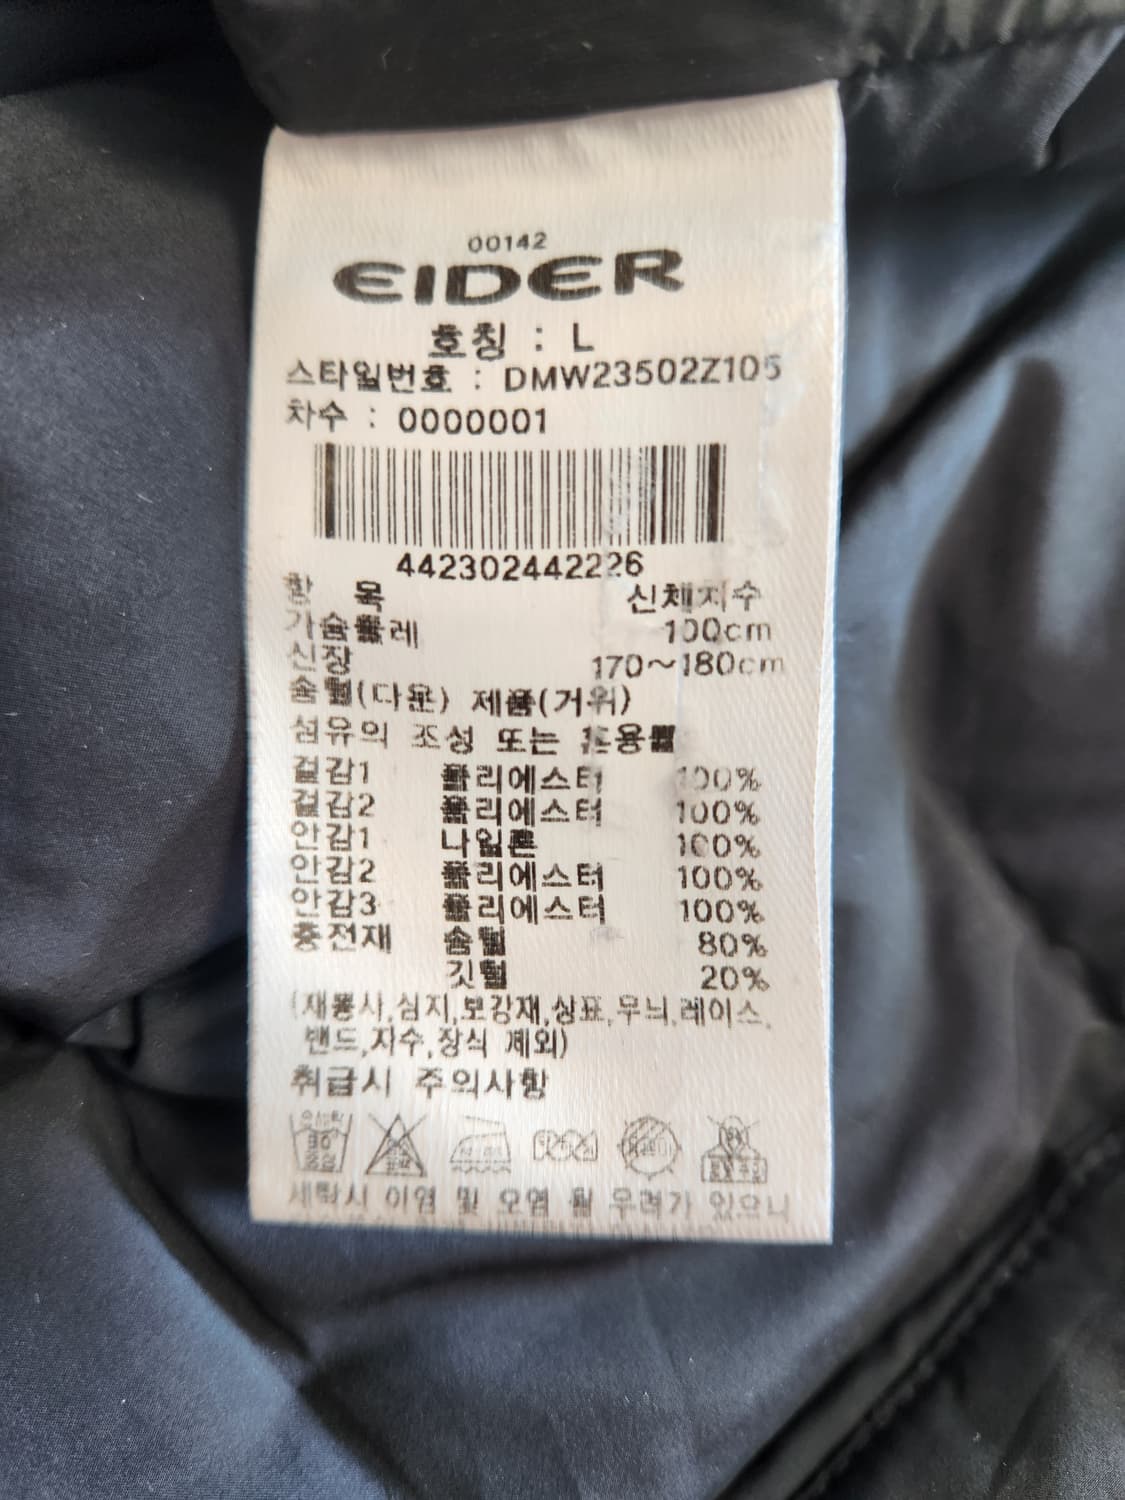 00142
EIDER
호칭 : L
스타일번호 : DMW23502Z105
차수 : 0000001
442302442226
항 목 신체치수
가슴둘레 100cm
신장 170~180cm
솜털(다운) 제품(거위)
섬유의 조성 또는 혼용률
겉감1 폴리에스터 100%
겉감2 폴리에스터 100%
안감1 나일론 100%
안감2 폴리에스터 100%
안감3 폴리에스터 100%
충전재 솜털 80%
깃털 20%
(재봉사,심지,보강재,상표,무늬,레이스,
밴드,자수,장식 제외)
취급시 주의사항
세탁시 이염 및 오염 될 우려가 있으니